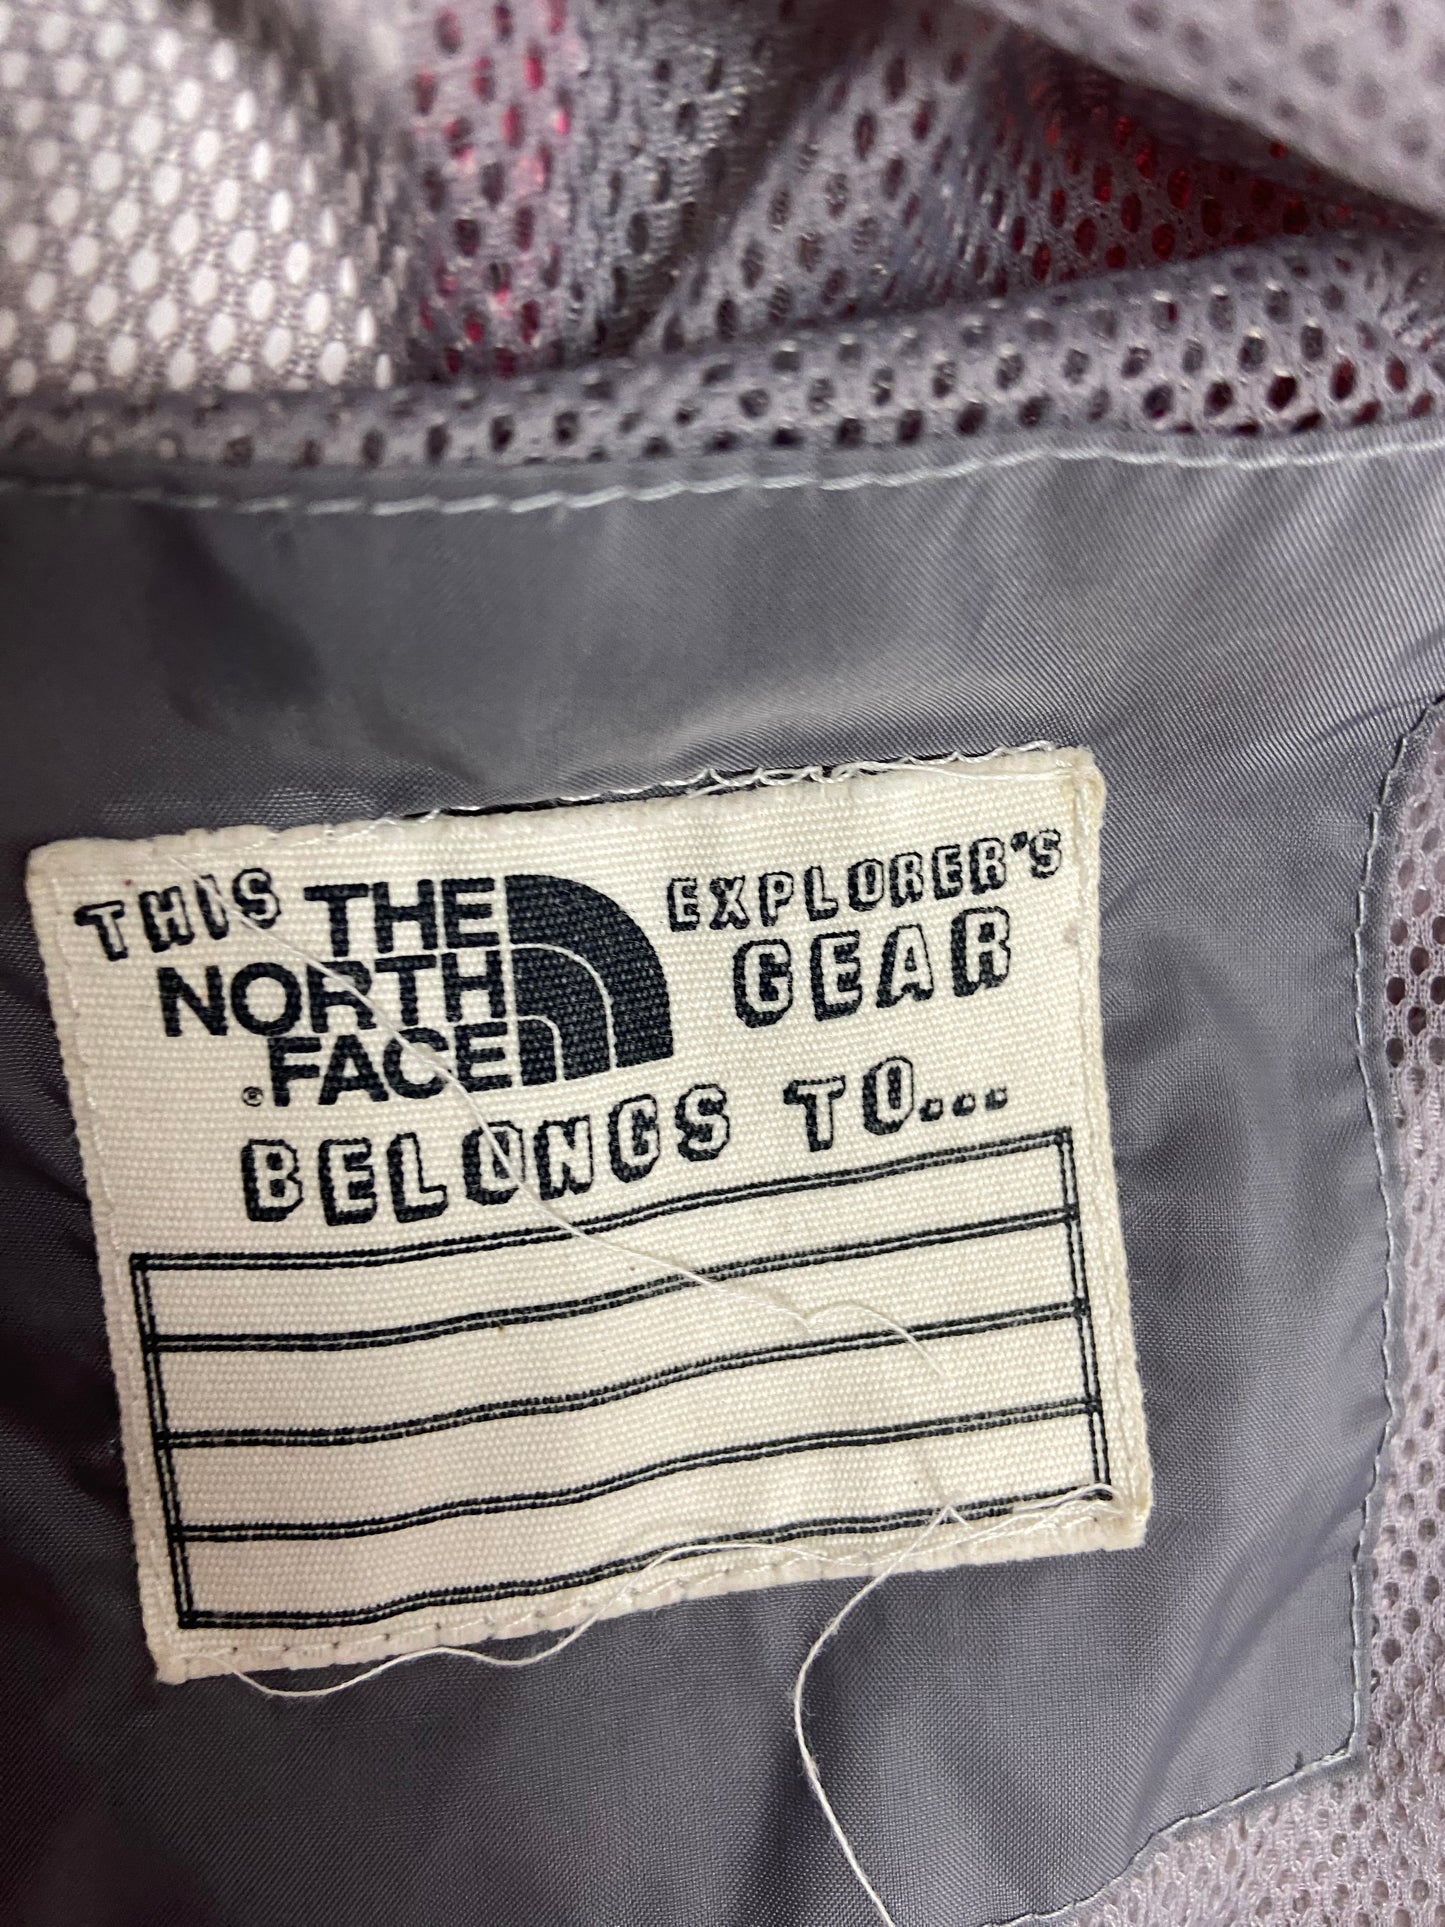 THIS THE NORTH FACE® EXPLORER'S GEAR
BELONGS TO...